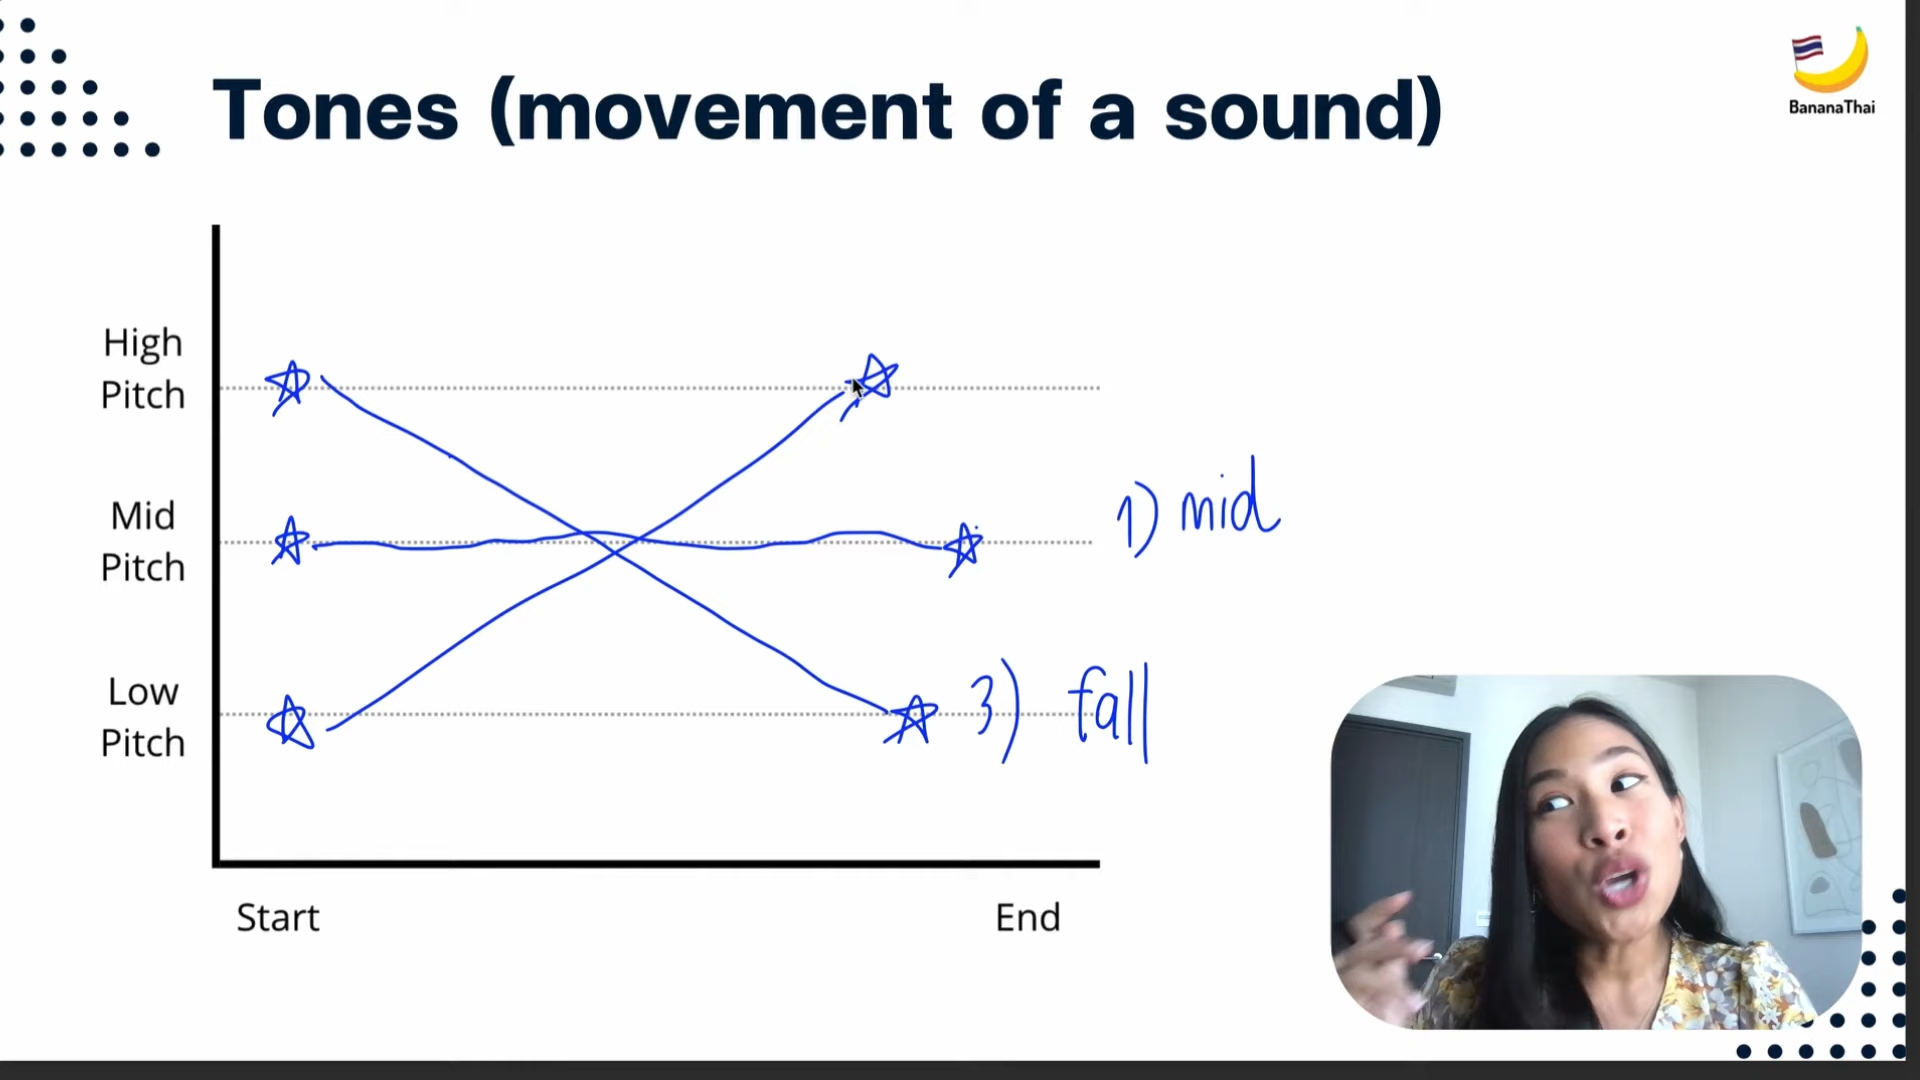 Tones (movement of a sound)
BananaThai
High
Pitch
Mid
Pitch
1) mid
Low
Pitch
3) fall
Start
End